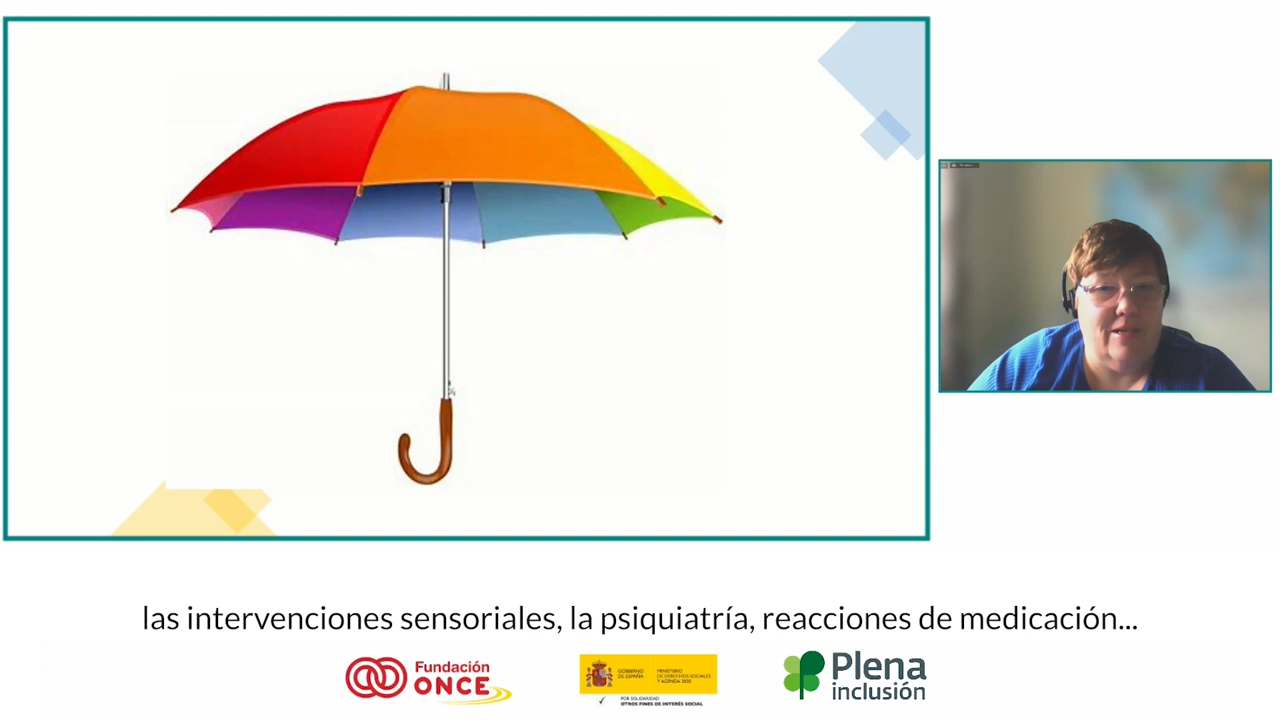 las intervenciones sensoriales, la psiquiatría, reacciones de medicación...
Fundación
ONCE
GOBIERNO
DE ESPAÑA
MINISTERIO
DE DERECHOS SOCIALES
Y AGENDA 2030
POR SOLIDARIDAD
OTROS FINES DE INTERÉS SOCIAL
Plena
inclusión